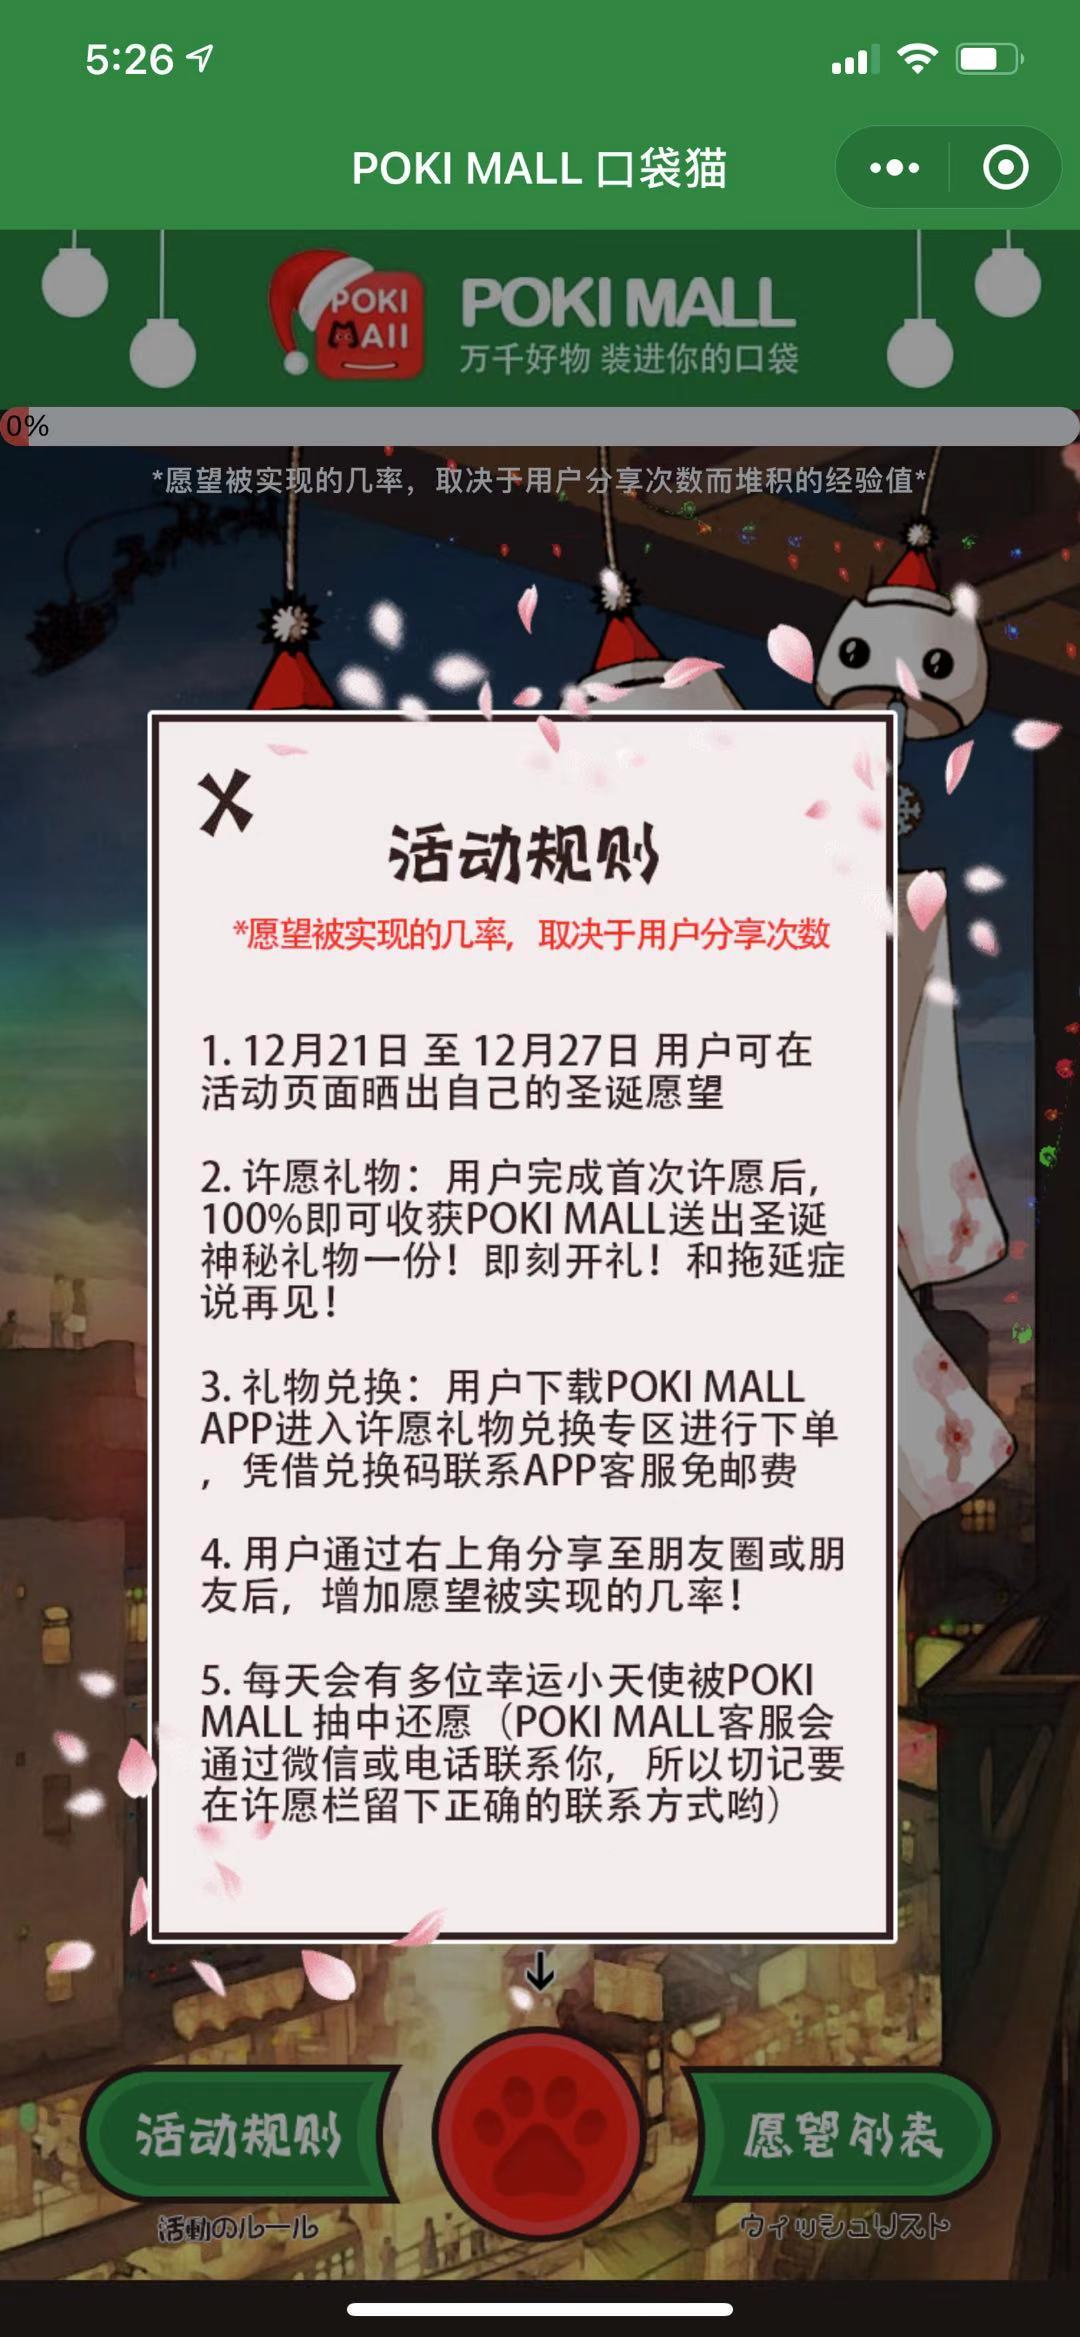 5:26
POKI MALL 口袋猫
POKI
MAll
POKI MALL
万千好物 装进你的口袋
0%
*愿望被实现的几率，取决于用户分享次数而堆积的经验值*
X
活动规则
*愿望被实现的几率，取决于用户分享次数
1. 12月21日 至 12月27日 用户可在
活动页面晒出自己的圣诞愿望
2. 许愿礼物：用户完成首次许愿后，
100%即可收获POKI MALL送出圣诞
神秘礼物一份！即刻开礼！和拖延症
说再见！
3. 礼物兑换：用户下载POKI MALL
APP进入许愿礼物兑换专区进行下单
，凭借兑换码联系APP客服免邮费
4. 用户通过右上角分享至朋友圈或朋
友后，增加愿望被实现的几率！
5. 每天会有多位幸运小天使被POKI
MALL 抽中还愿（POKI MALL客服会
通过微信或电话联系你，所以切记要
在许愿栏留下正确的联系方式哟）
活动规则
愿望列表
活動のルール
ウィッシュリスト